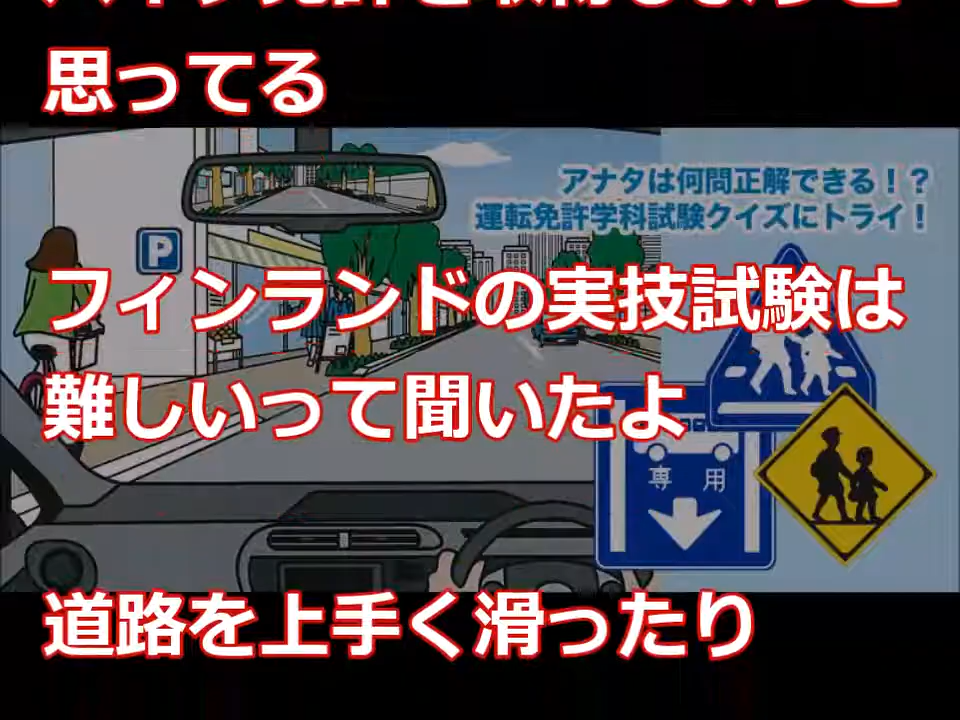 思ってる
アナタは何問正解できる！？
運転免許学科試験クイズにトライ！
P
フィンランドの実技試験は
難しいって聞いたよ
専用
道路を上手く滑ったり